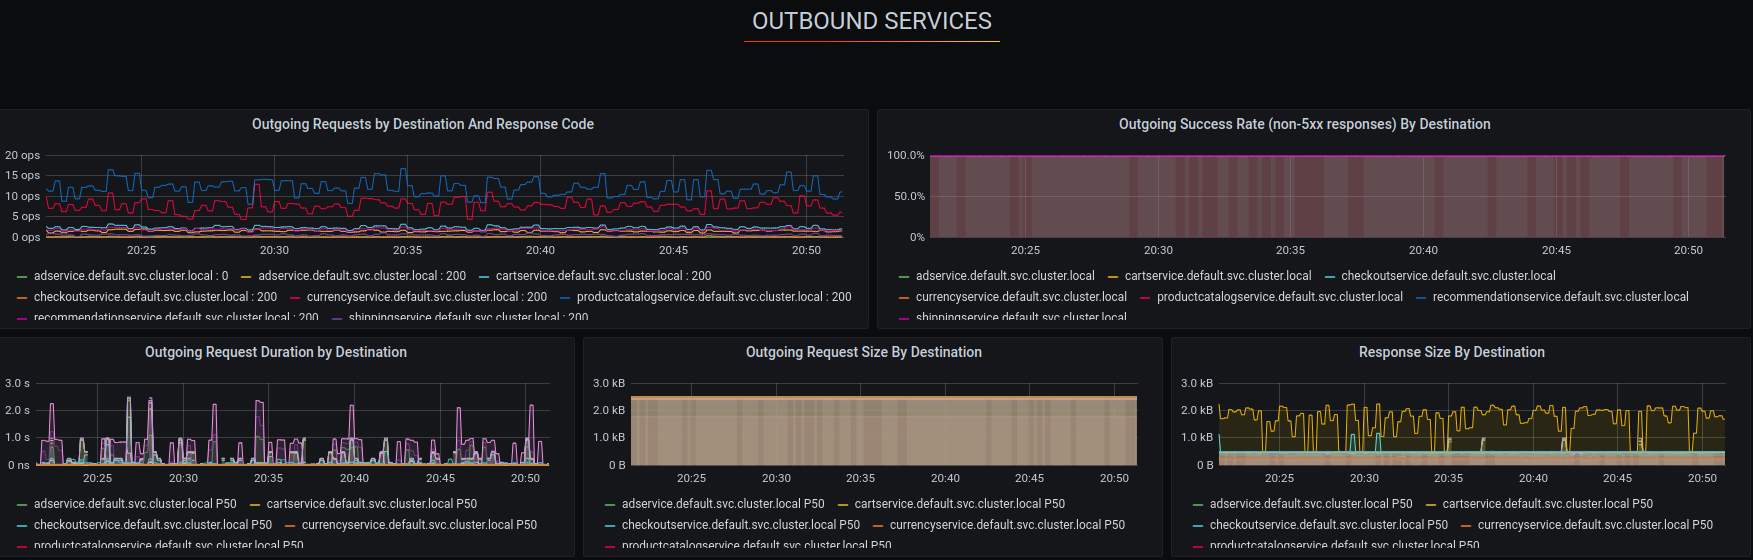 OUTBOUND SERVICES
Outgoing Requests by Destination And Response Code
20 ops
15 ops
10 ops
5 ops
0 ops
20:25 20:30 20:35 20:40 20:45 20:50
adservice.default.svc.cluster.local : 0 adservice.default.svc.cluster.local : 200 cartservice.default.svc.cluster.local : 200
checkoutservice.default.svc.cluster.local : 200 currencyservice.default.svc.cluster.local : 200 productcatalogservice.default.svc.cluster.local : 200
recommendationservice.default.svc.cluster.local : 200 shippingservice.default.svc.cluster.local : 200
Outgoing Success Rate (non-5xx responses) By Destination
100.0%
50.0%
0%
20:25 20:30 20:35 20:40 20:45 20:50
adservice.default.svc.cluster.local cartservice.default.svc.cluster.local checkoutservice.default.svc.cluster.local
currencyservice.default.svc.cluster.local productcatalogservice.default.svc.cluster.local recommendationservice.default.svc.cluster.local
shippingservice.default.svc.cluster.local
Outgoing Request Duration by Destination
3.0 s
2.0 s
1.0 s
0 ns
20:25 20:30 20:35 20:40 20:45 20:50
adservice.default.svc.cluster.local P50 cartservice.default.svc.cluster.local P50
checkoutservice.default.svc.cluster.local P50 currencyservice.default.svc.cluster.local P50
productcatalogservice.default.svc.cluster.local P50
Outgoing Request Size By Destination
3.0 kB
2.0 kB
1.0 kB
0 B
20:25 20:30 20:35 20:40 20:45 20:50
adservice.default.svc.cluster.local P50 cartservice.default.svc.cluster.local P50
checkoutservice.default.svc.cluster.local P50 currencyservice.default.svc.cluster.local P50
productcatalogservice.default.svc.cluster.local P50
Response Size By Destination
3.0 kB
2.0 kB
1.0 kB
0 B
20:25 20:30 20:35 20:40 20:45 20:50
adservice.default.svc.cluster.local P50 cartservice.default.svc.cluster.local P50
checkoutservice.default.svc.cluster.local P50 currencyservice.default.svc.cluster.local P50
productcatalogservice.default.svc.cluster.local P50